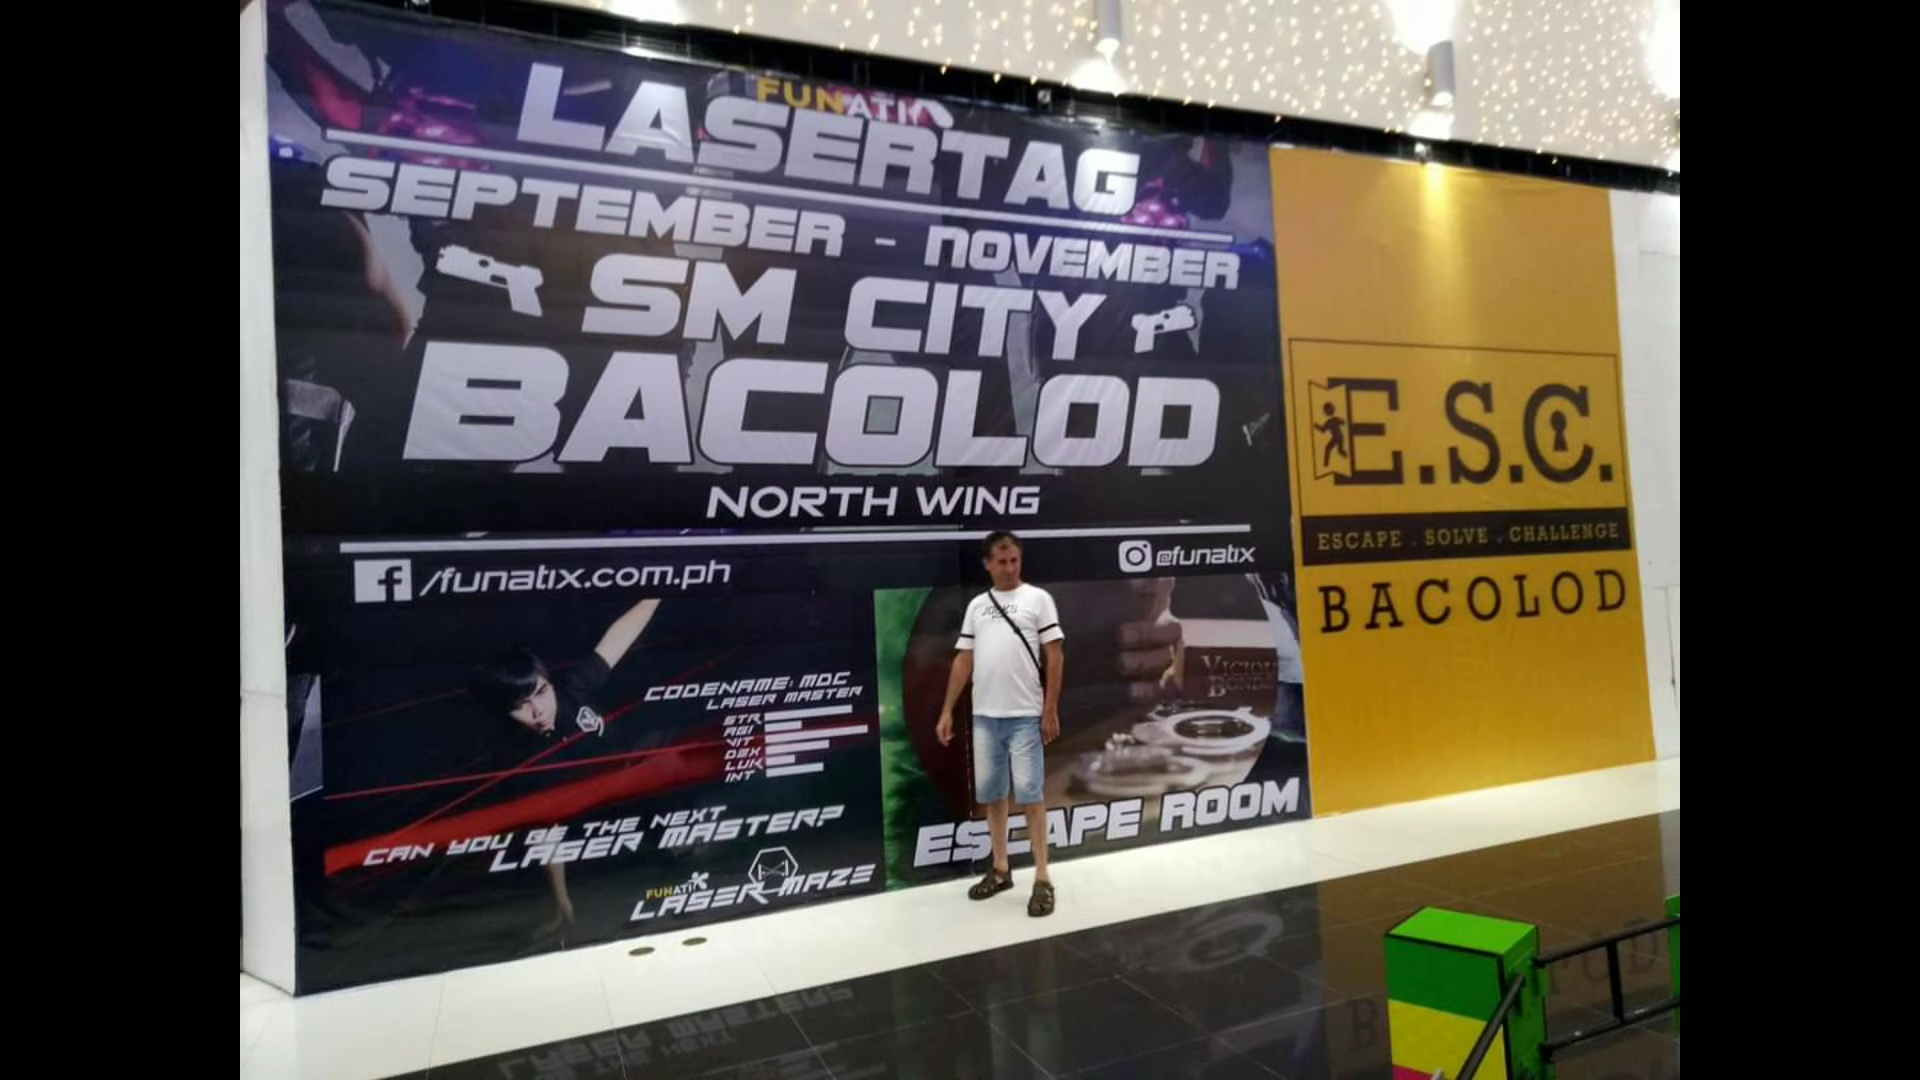 FUNATIX
LASERTAG
SEPTEMBER - NOVEMBER
SM CITY
BACOLOD
NORTH WING
f /funatix.com.ph
@funatix
CODENAME: MDC
LASER MASTER
STR
AGI
VIT
DEX
LUK
INT
CAN YOU BE THE NEXT
LASER MASTER?
FUNATIX
LASER MAZE
VICIOUS
ESCAPE ROOM
E.S.C.
ESCAPE . SOLVE . CHALLENGE
BACOLOD